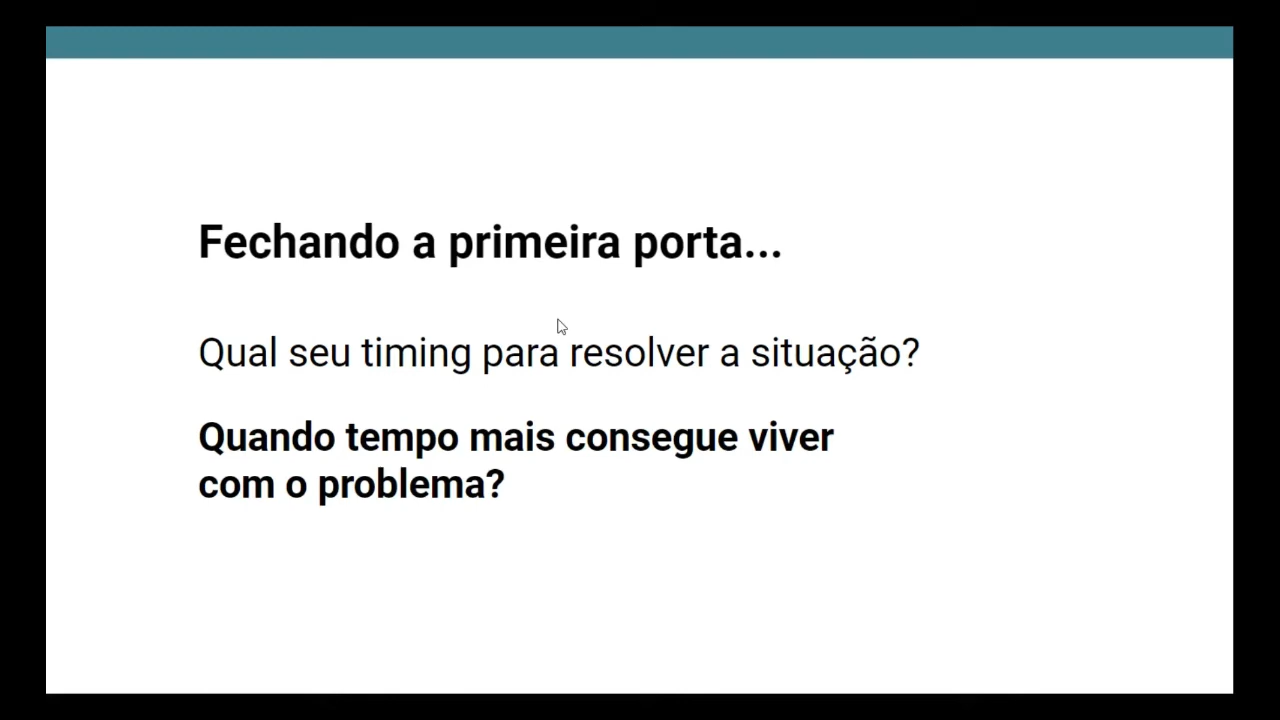 Fechando a primeira porta...
Qual seu timing para resolver a situação?
Quando tempo mais consegue viver
com o problema?